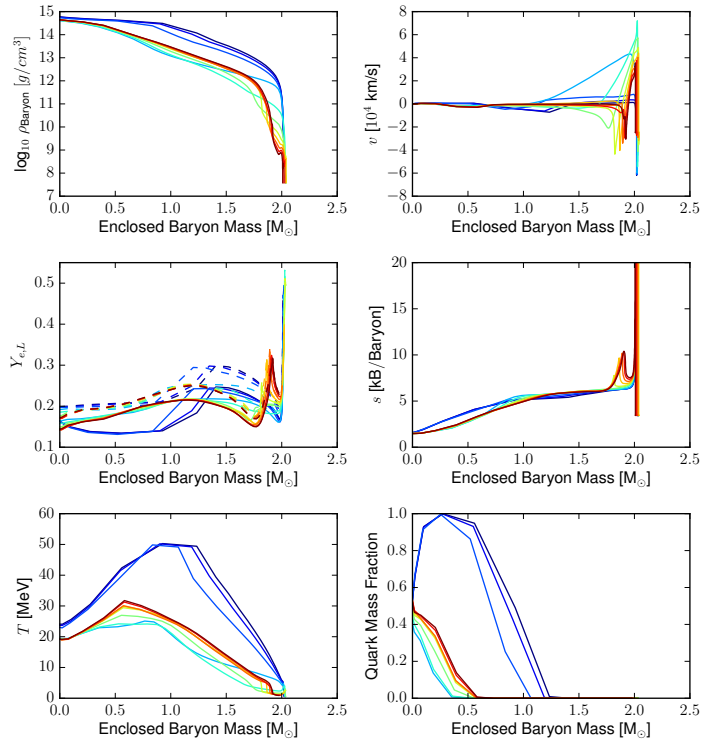 15
14
13
12
11
10
9
8
7
log₁₀ ρ_Baryon [g/cm³]
0.0 0.5 1.0 1.5 2.0 2.5
Enclosed Baryon Mass [M⊙]
8
6
4
2
0
−2
−4
−6
−8
v [10⁴ km/s]
0.0 0.5 1.0 1.5 2.0 2.5
Enclosed Baryon Mass [M⊙]
0.5
0.4
0.3
0.2
0.1
Y_{e,L}
0.0 0.5 1.0 1.5 2.0 2.5
Enclosed Baryon Mass [M⊙]
20
15
10
5
0
s [kB/Baryon]
0.0 0.5 1.0 1.5 2.0 2.5
Enclosed Baryon Mass [M⊙]
60
50
40
30
20
10
0
T [MeV]
0.0 0.5 1.0 1.5 2.0 2.5
Enclosed Baryon Mass [M⊙]
1.0
0.8
0.6
0.4
0.2
0.0
Quark Mass Fraction
0.0 0.5 1.0 1.5 2.0 2.5
Enclosed Baryon Mass [M⊙]